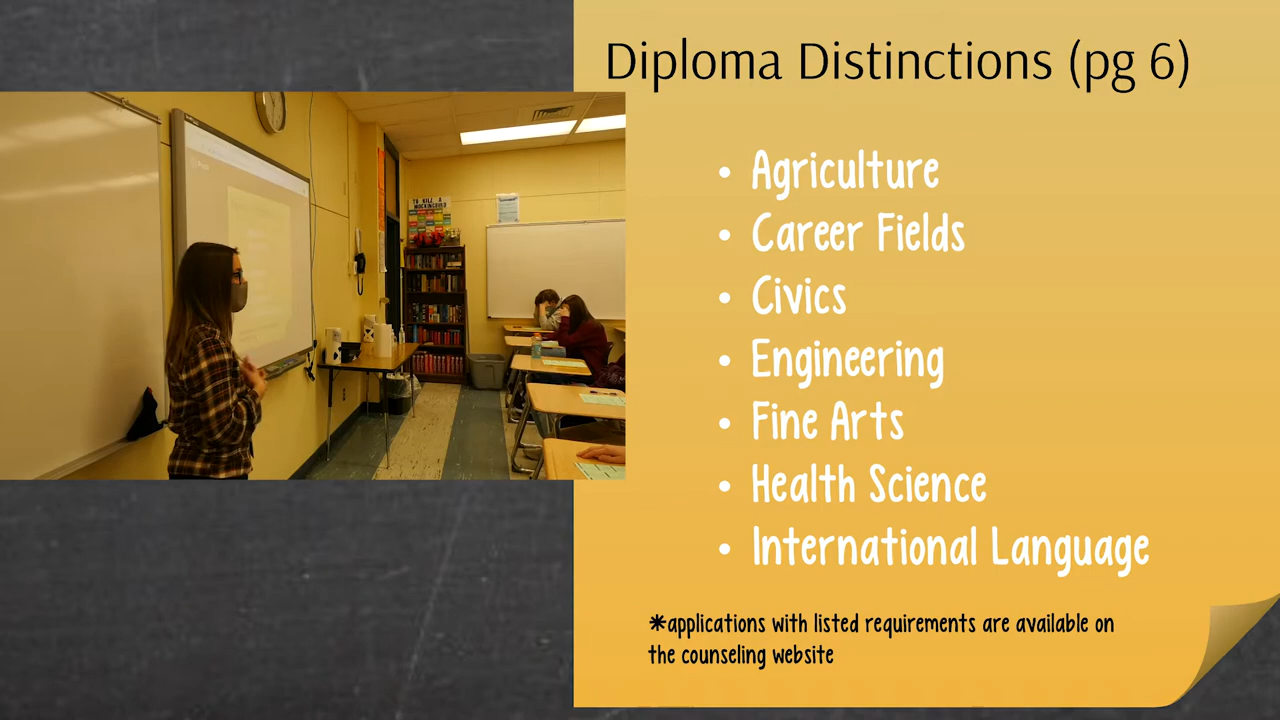 Diploma Distinctions (pg 6)
• Agriculture
• Career Fields
• Civics
• Engineering
• Fine Arts
• Health Science
• International Language
*applications with listed requirements are available on
the counseling website
TO KILL A
MOCKINGBIRD